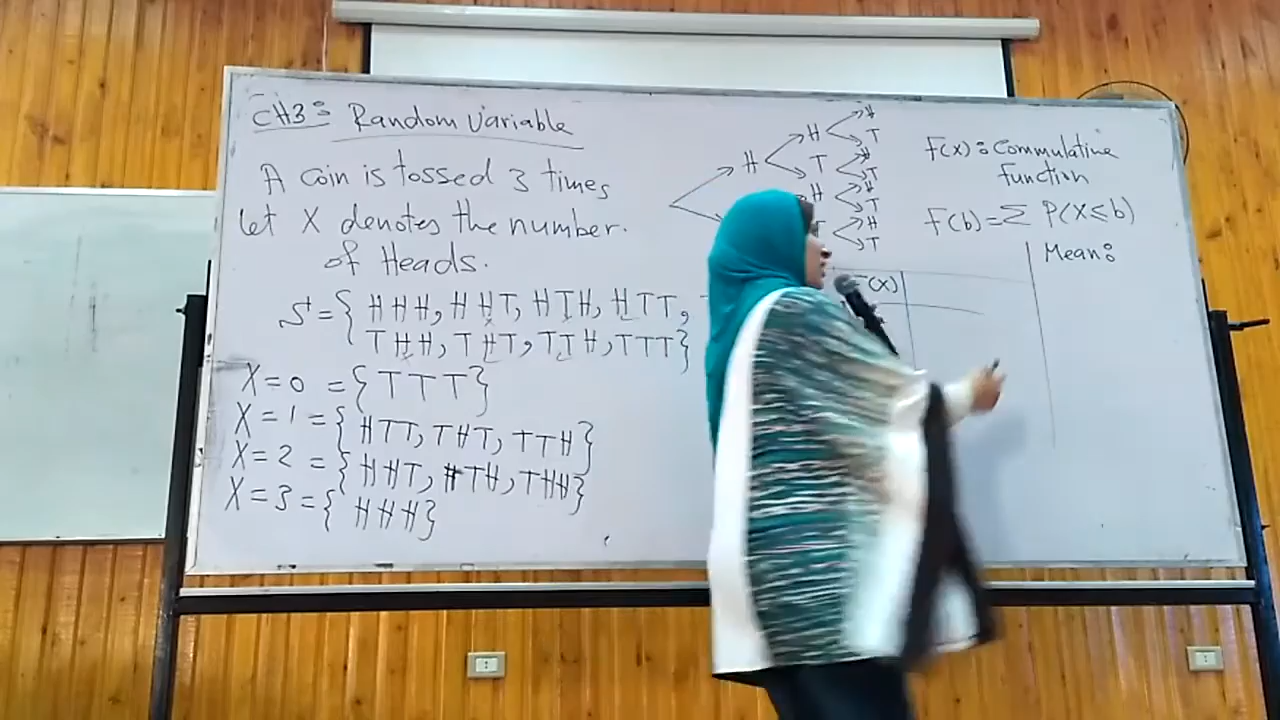 CH3: Random Variable
A coin is tossed 3 times
let X denotes the number.
of Heads.
S={HHH, HHT, HTH, HTT,
THH, THT, TTH, TTT}
X=0 = {TTT}
X=1 = {HTT, THT, TTH}
X=2 = {HHT, HTH, THH}
X=3 = {HHH}
H
H
T
H
T
H
T
H
T
H
T
H
T
H
F(x): Commulative
Function
F(b)=Σ P(X≤b)
Mean:
(x)